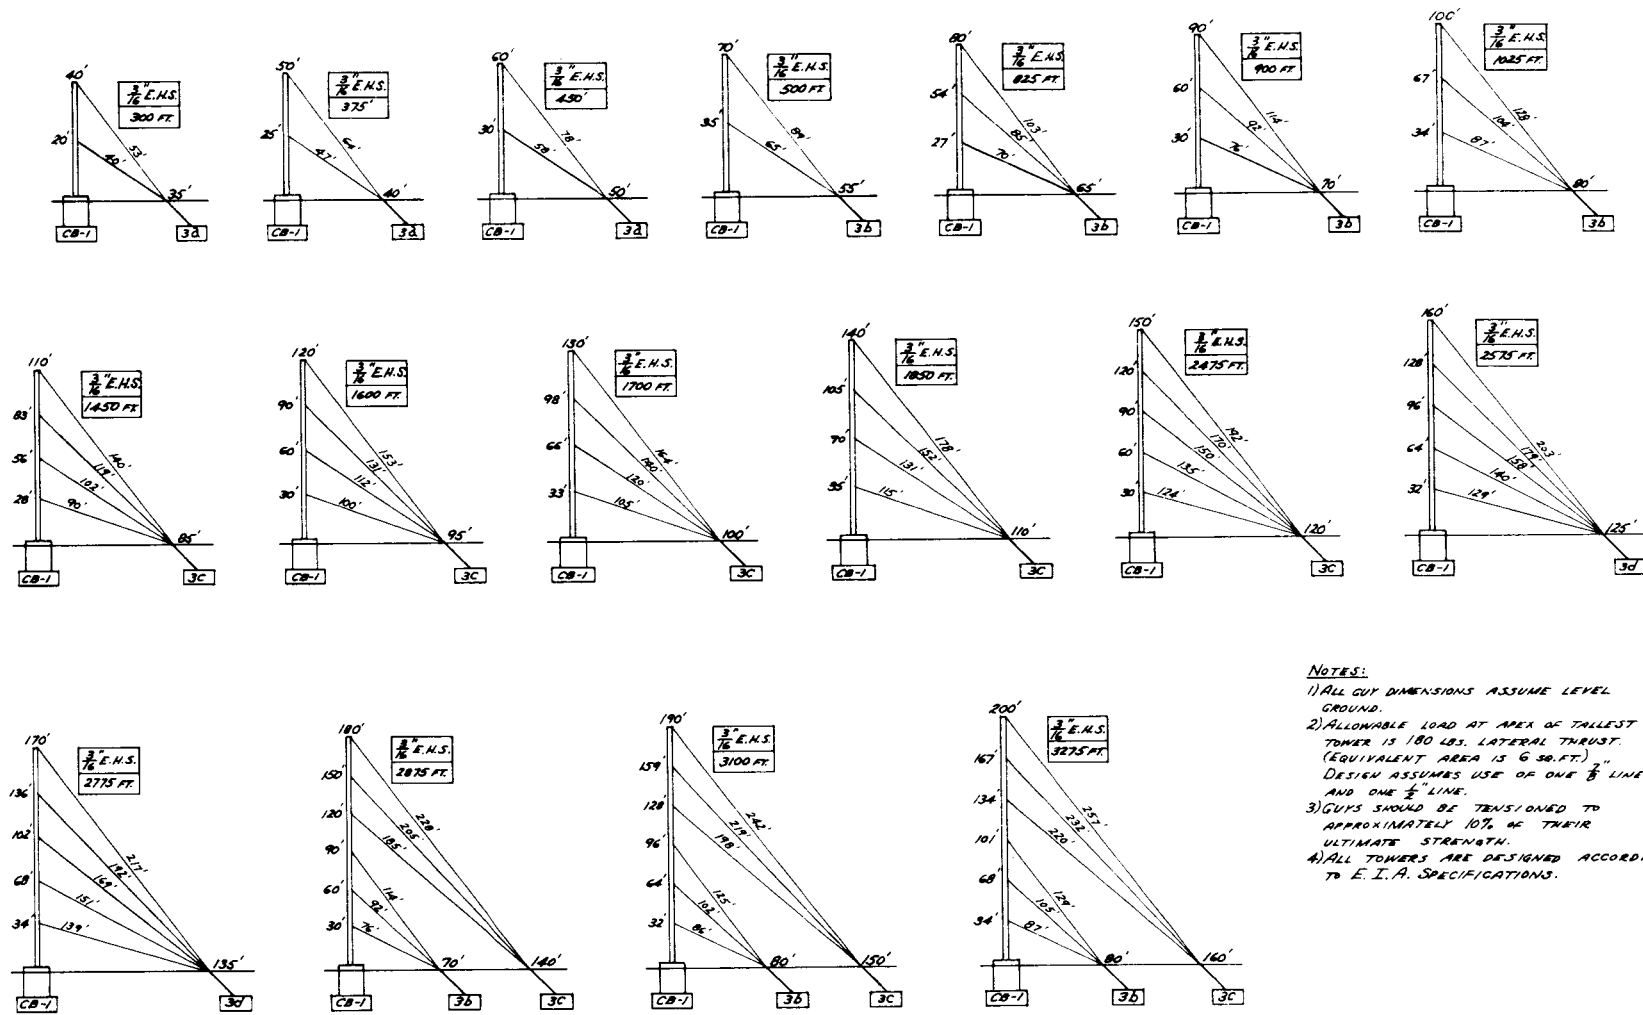 40'
3/16" E.H.S.
300 FT.
20'
53'
40'
35'
CB-1
3a
50'
3/16" E.H.S.
375'
25'
64'
47'
40'
CB-1
3a
60'
3/16" E.H.S.
450'
30'
78'
58'
50'
CB-1
3a
70'
3/16" E.H.S.
500 FT.
35'
89'
65'
55'
CB-1
3b
80'
3/16" E.H.S.
825 FT.
54'
27'
103'
85'
70'
65'
CB-1
3b
90'
3/16" E.H.S.
900 FT.
60'
30'
114'
92'
76'
70'
CB-1
3b
100'
3/16" E.H.S.
1025 FT.
67'
34'
128'
104'
87'
80'
CB-1
3b
110'
3/16" E.H.S.
1450 FT.
83'
56'
28'
140'
119'
102'
90'
85'
CB-1
3C
120'
3/16" E.H.S.
1600 FT.
90'
60'
30'
153'
131'
112'
100'
95'
CB-1
3C
130'
3/16" E.H.S.
1700 FT.
98'
66'
33'
164'
140'
120'
105'
100'
CB-1
3C
140'
3/16" E.H.S.
1850 FT.
105'
70'
35'
178'
152'
131'
115'
110'
CB-1
3C
150'
3/16" E.H.S.
2475 FT.
120'
90'
60'
30'
192'
170'
150'
135'
124'
120'
CB-1
3C
160'
3/16" E.H.S.
2575 FT.
128'
96'
64'
32'
203'
179'
158'
140'
129'
125'
CB-1
3d
170'
3/16" E.H.S.
2775 FT.
136'
102'
68'
34'
217'
192'
169'
151'
139'
135'
CB-1
3d
180'
3/16" E.H.S.
2875 FT.
150'
120'
90'
60'
30'
228'
205'
185'
114'
92'
76'
70'
140'
CB-1
3b
3C
190'
3/16" E.H.S.
3100 FT.
159'
128'
96'
64'
32'
242'
219'
198'
125'
102'
86'
80'
150'
CB-1
3b
3C
200'
3/16" E.H.S.
3275 FT.
167'
134'
101'
68'
34'
257'
232'
220'
129'
105'
87'
80'
160'
CB-1
3b
3C
NOTES:
1) ALL GUY DIMENSIONS ASSUME LEVEL
GROUND.
2) ALLOWABLE LOAD AT APEX OF TALLEST
TOWER IS 180 LBS. LATERAL THRUST.
(EQUIVALENT AREA IS 6 SQ.FT.)
DESIGN ASSUMES USE OF ONE 7/8" LINE
AND ONE 1/2" LINE.
3) GUYS SHOULD BE TENSIONED TO
APPROXIMATELY 10% OF THEIR
ULTIMATE STRENGTH.
4) ALL TOWERS ARE DESIGNED ACCORDI
TO E.I.A. SPECIFICATIONS.